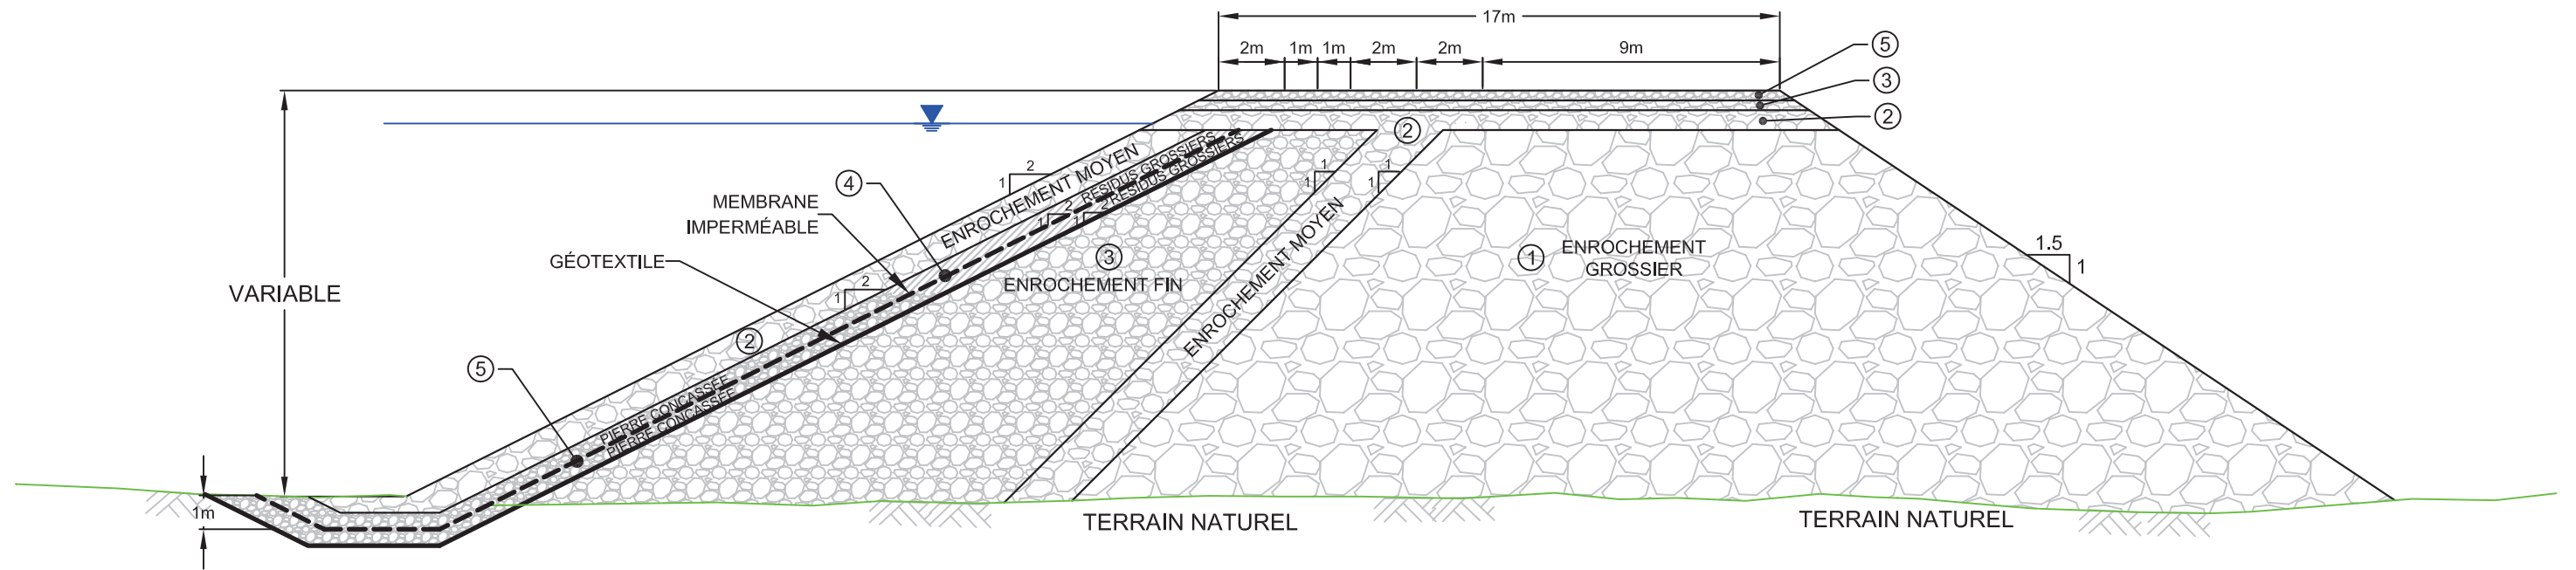 17m
2m 1m 1m 2m 2m 9m
5
3
2
2
1
2
ENROCHEMENT MOYEN
RÉSIDUS GROSSIERS
RÉSIDUS GROSSIERS
1
2
1
2
4
MEMBRANE
IMPERMÉABLE
GÉOTEXTILE
1
2
3
ENROCHEMENT FIN
1
1
1
1
ENROCHEMENT MOYEN
1
ENROCHEMENT
GROSSIER
1.5
1
VARIABLE
2
5
PIERRE CONCASSÉE
PIERRE CONCASSÉE
1m
TERRAIN NATUREL
TERRAIN NATUREL